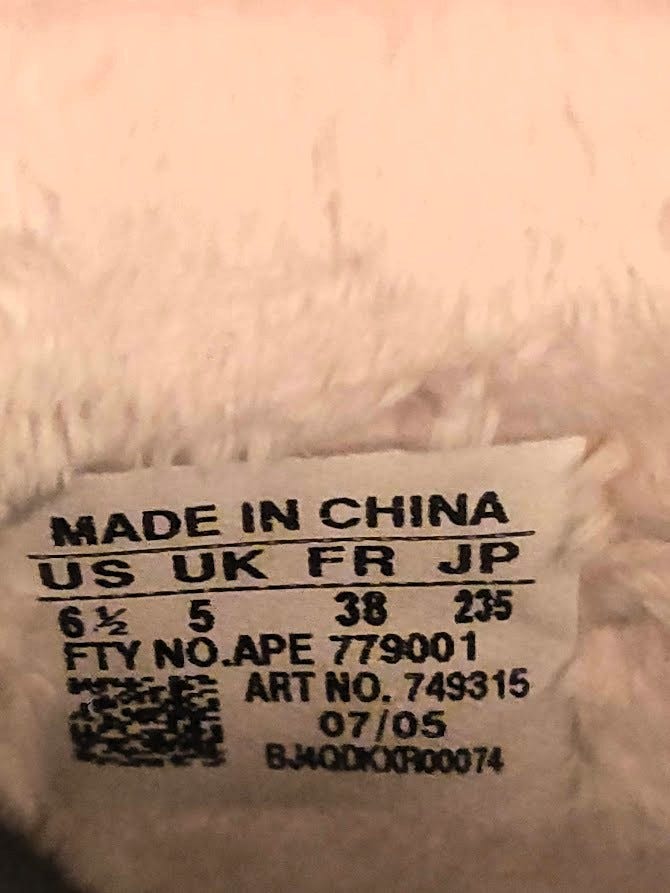 MADE IN CHINA
US UK FR JP
6½ 5 38 235
FTY NO.APE 779001
ART NO. 749315
07/05
BJ4QDKXXR00074